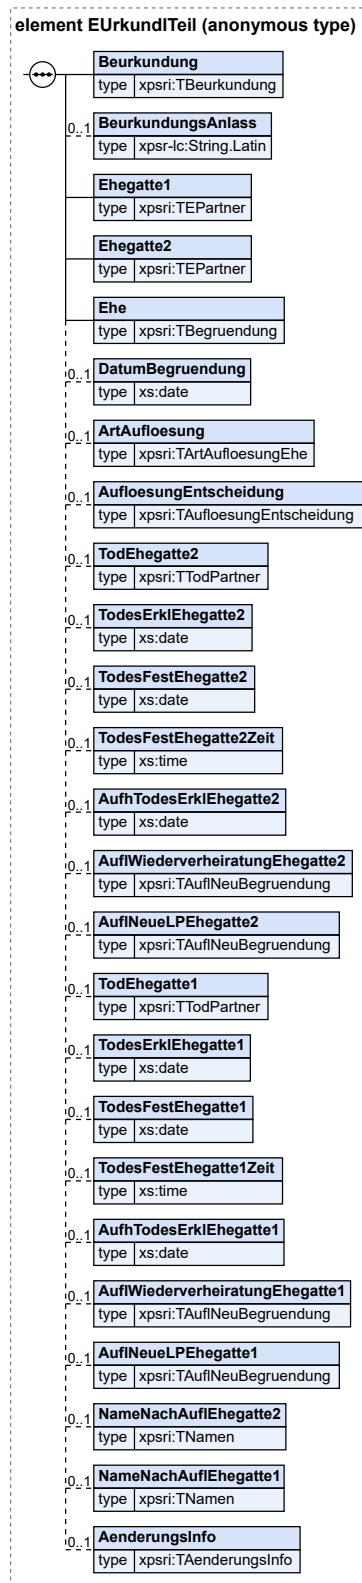 element EUrkundlTeil (anonymous type)
Beurkundung
type xpsri:TBeurkundung
0..1 BeurkundungsAnlass
type xpsr-lc:String.Latin
Ehegatte1
type xpsri:TEPartner
Ehegatte2
type xpsri:TEPartner
Ehe
type xpsri:TBegruendung
0..1 DatumBegruendung
type xs:date
0..1 ArtAufloesung
type xpsri:TArtAufloesungEhe
0..1 AufloesungEntscheidung
type xpsri:TAufloesungEntscheidung
0..1 TodEhegatte2
type xpsri:TTodPartner
0..1 TodesErklEhegatte2
type xs:date
0..1 TodesFestEhegatte2
type xs:date
0..1 TodesFestEhegatte2Zeit
type xs:time
0..1 AufhTodesErklEhegatte2
type xs:date
0..1 AuflWiederverheiratungEhegatte2
type xpsri:TAuflNeuBegruendung
0..1 AuflNeueLPEhegatte2
type xpsri:TAuflNeuBegruendung
0..1 TodEhegatte1
type xpsri:TTodPartner
0..1 TodesErklEhegatte1
type xs:date
0..1 TodesFestEhegatte1
type xs:date
0..1 TodesFestEhegatte1Zeit
type xs:time
0..1 AufhTodesErklEhegatte1
type xs:date
0..1 AuflWiederverheiratungEhegatte1
type xpsri:TAuflNeuBegruendung
0..1 AuflNeueLPEhegatte1
type xpsri:TAuflNeuBegruendung
0..1 NameNachAuflEhegatte2
type xpsri:TNamen
0..1 NameNachAuflEhegatte1
type xpsri:TNamen
0..1 AenderungsInfo
type xpsri:TAenderungsInfo